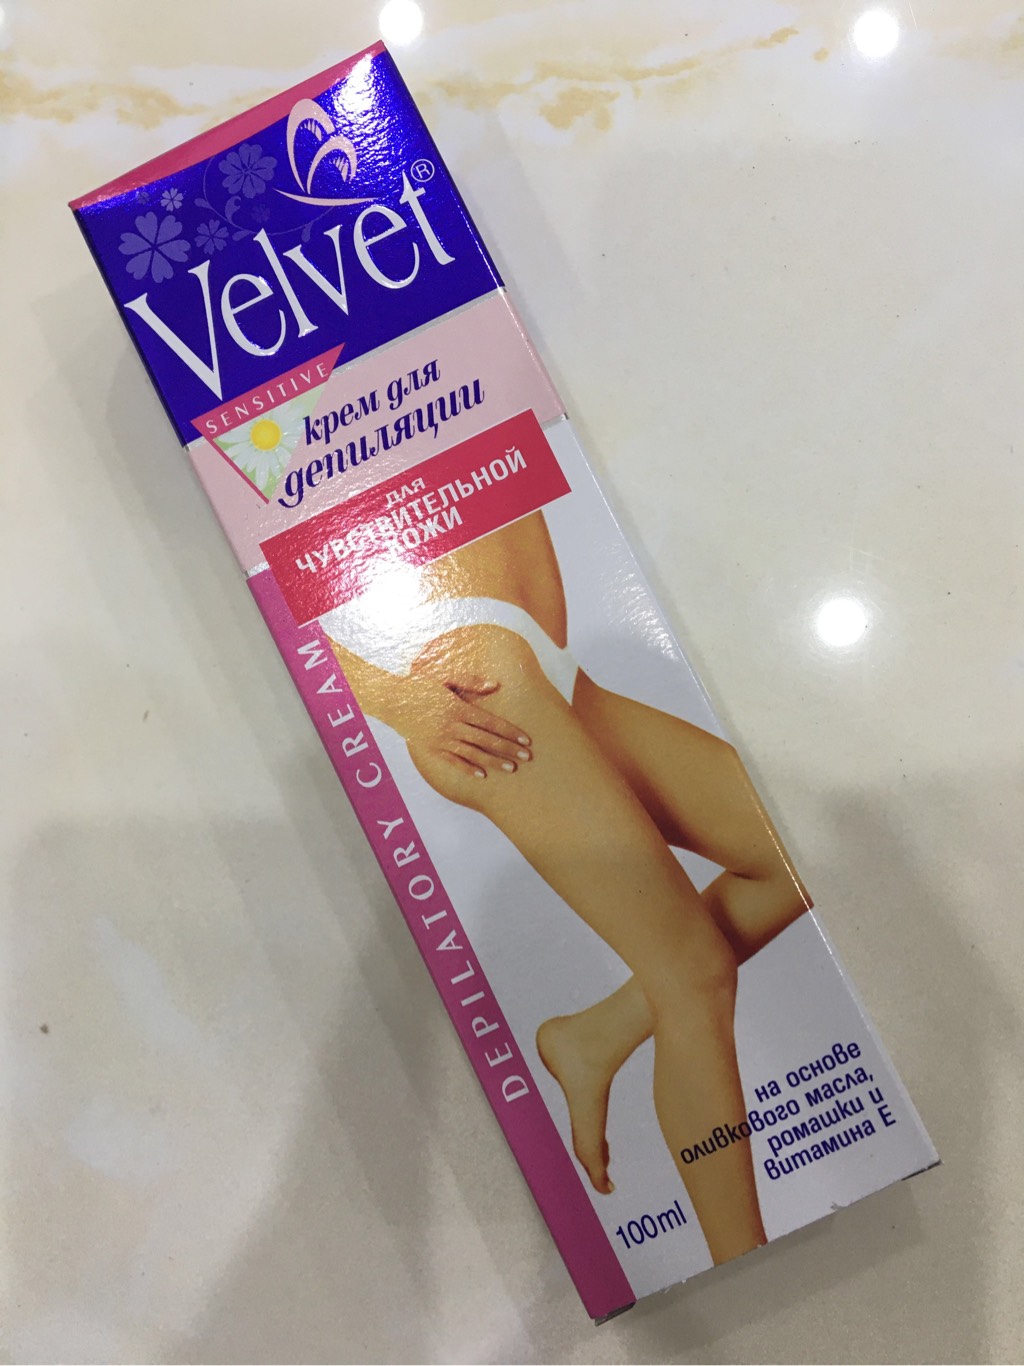 Velvet®
SENSITIVE
крем для
депиляции
ДЛЯ
ЧУВСТВИТЕЛЬНОЙ
КОЖИ
DEPILATORY CREAM
на основе
оливкового масла,
ромашки и
витамина Е
100ml